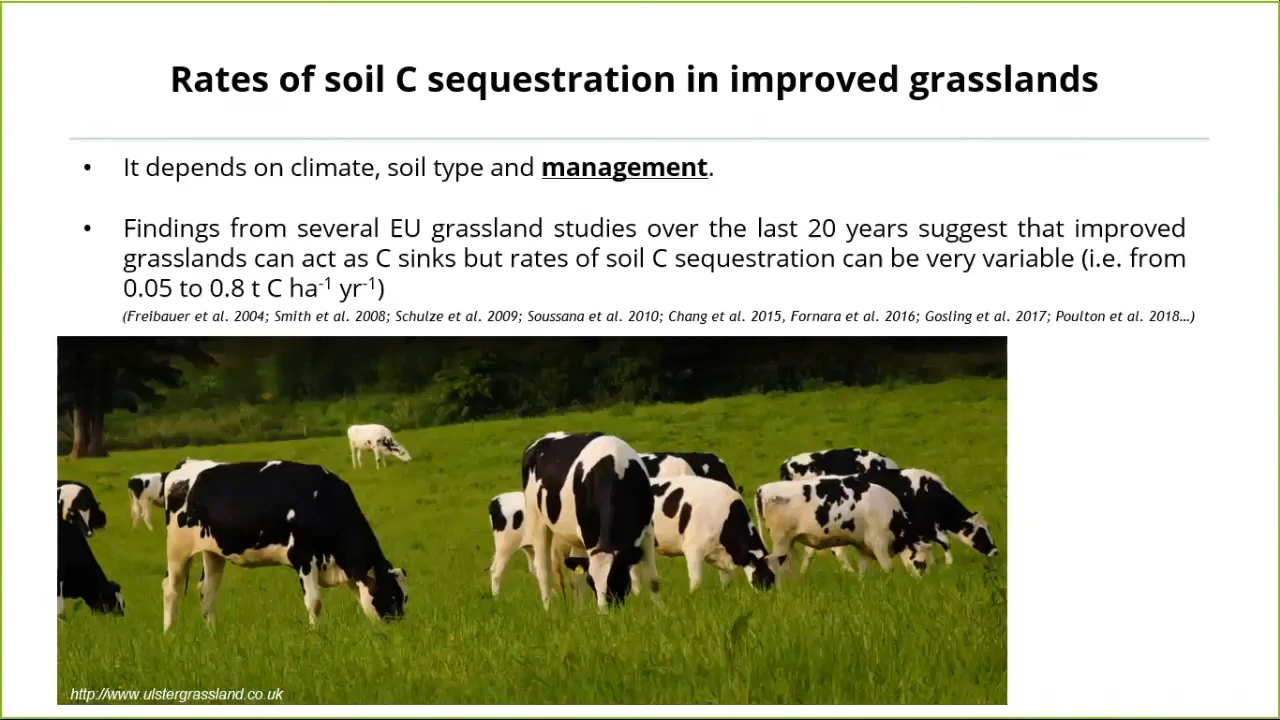 Rates of soil C sequestration in improved grasslands
• It depends on climate, soil type and management.
• Findings from several EU grassland studies over the last 20 years suggest that improved
grasslands can act as C sinks but rates of soil C sequestration can be very variable (i.e. from
0.05 to 0.8 t C ha⁻¹ yr⁻¹)
(Freibauer et al. 2004; Smith et al. 2008; Schulze et al. 2009; Soussana et al. 2010; Chang et al. 2015, Fornara et al. 2016; Gosling et al. 2017; Poulton et al. 2018…)
http://www.ulstergrassland.co.uk